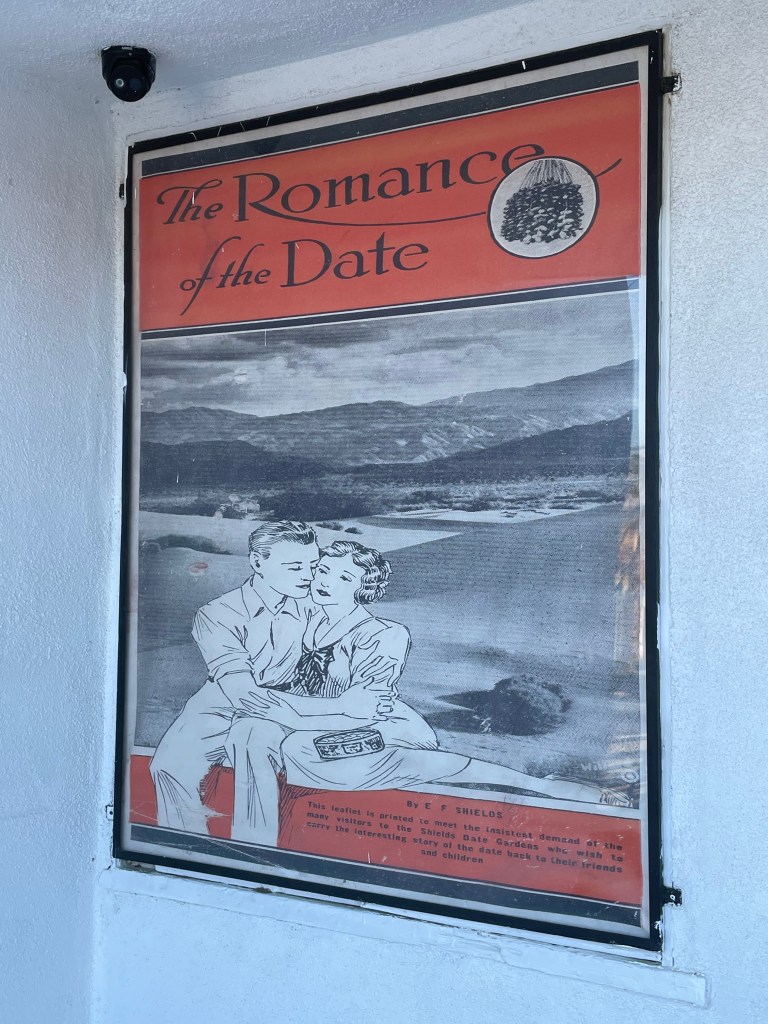 The Romance
of the Date
By E F SHIELDS
This leaflet is printed to meet the insistent demand of the
many visitors to the Shields Date Gardens who wish to
carry the interesting story of the date back to their friends
and children